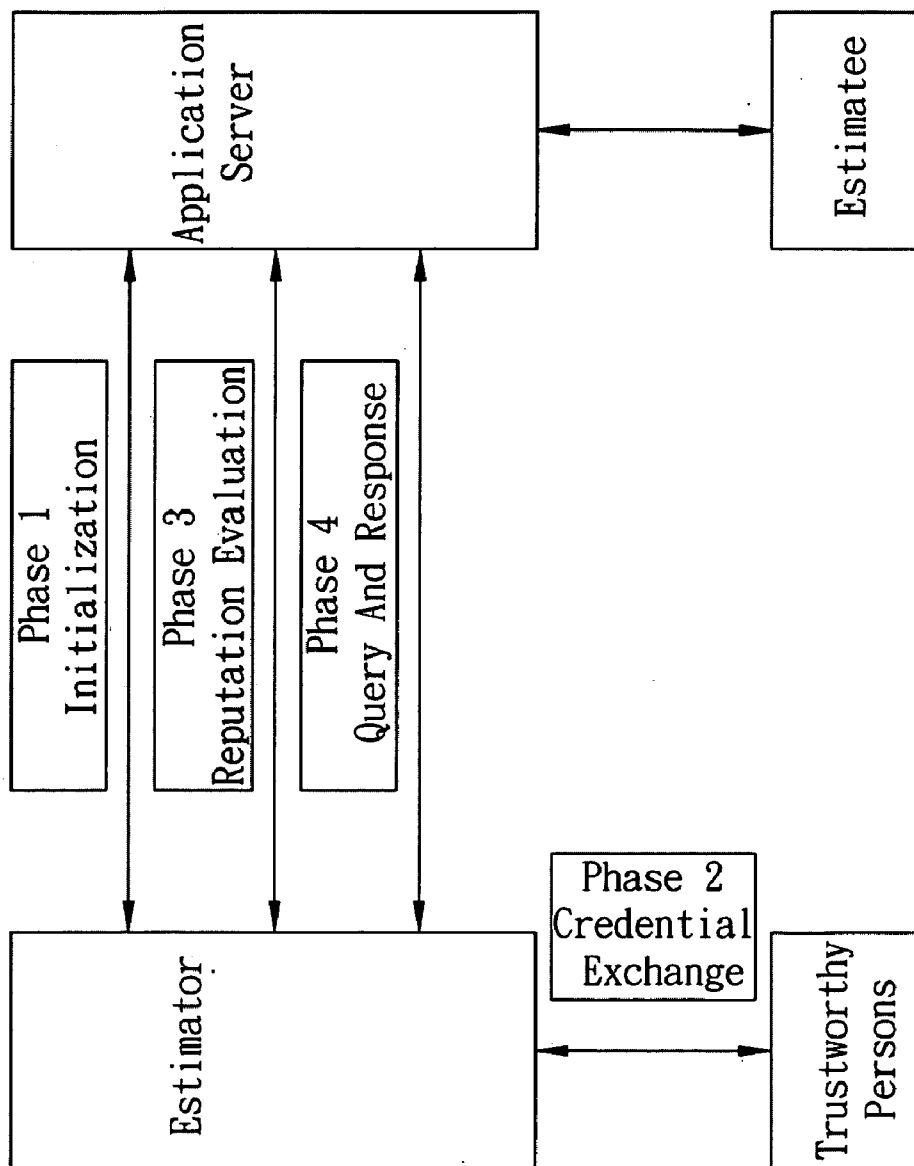 Application
Server
Estimatee
Phase 1
Initialization
Phase 3
Reputation Evaluation
Phase 4
Query And Response
Phase 2
Credential
Exchange
Estimator
Trustworthy
Persons